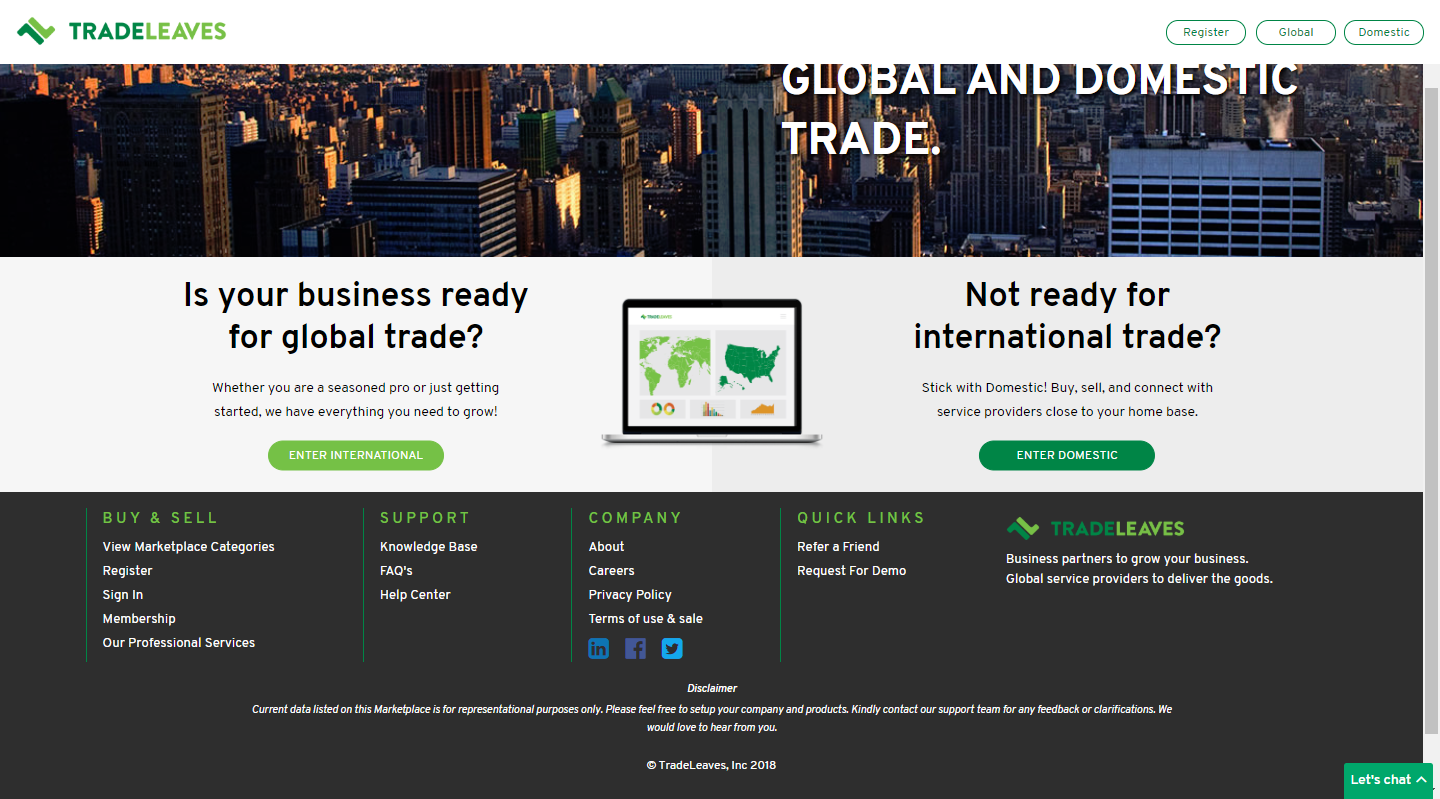 TRADELEAVES
Register
Global
Domestic
GLOBAL AND DOMESTIC
TRADE.
Is your business ready
for global trade?
Whether you are a seasoned pro or just getting
started, we have everything you need to grow!
ENTER INTERNATIONAL
TRADELEAVES
Not ready for
international trade?
Stick with Domestic! Buy, sell, and connect with
service providers close to your home base.
ENTER DOMESTIC
BUY & SELL
View Marketplace Categories
Register
Sign In
Membership
Our Professional Services
SUPPORT
Knowledge Base
FAQ's
Help Center
COMPANY
About
Careers
Privacy Policy
Terms of use & sale
in
f
QUICK LINKS
Refer a Friend
Request For Demo
TRADELEAVES
Business partners to grow your business.
Global service providers to deliver the goods.
Disclaimer
Current data listed on this Marketplace is for representational purposes only. Please feel free to setup your company and products. Kindly contact our support team for any feedback or clarifications. We
would love to hear from you.
© TradeLeaves, Inc 2018
Let's chat